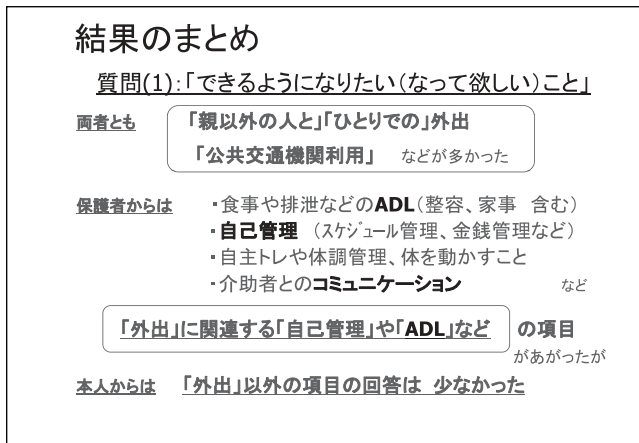 結果のまとめ
質問(1):「できるようになりたい(なって欲しい)こと」
両者とも 「親以外の人と」「ひとりでの」外出
「公共交通機関利用」 などが多かった
保護者からは ・食事や排泄などのADL(整容、家事 含む)
・自己管理 (スケジュール管理、金銭管理など)
・自主トレや体調管理、体を動かすこと
・介助者とのコミュニケーション など
「外出」に関連する「自己管理」や「ADL」など の項目
があがったが
本人からは 「外出」以外の項目の回答は 少なかった